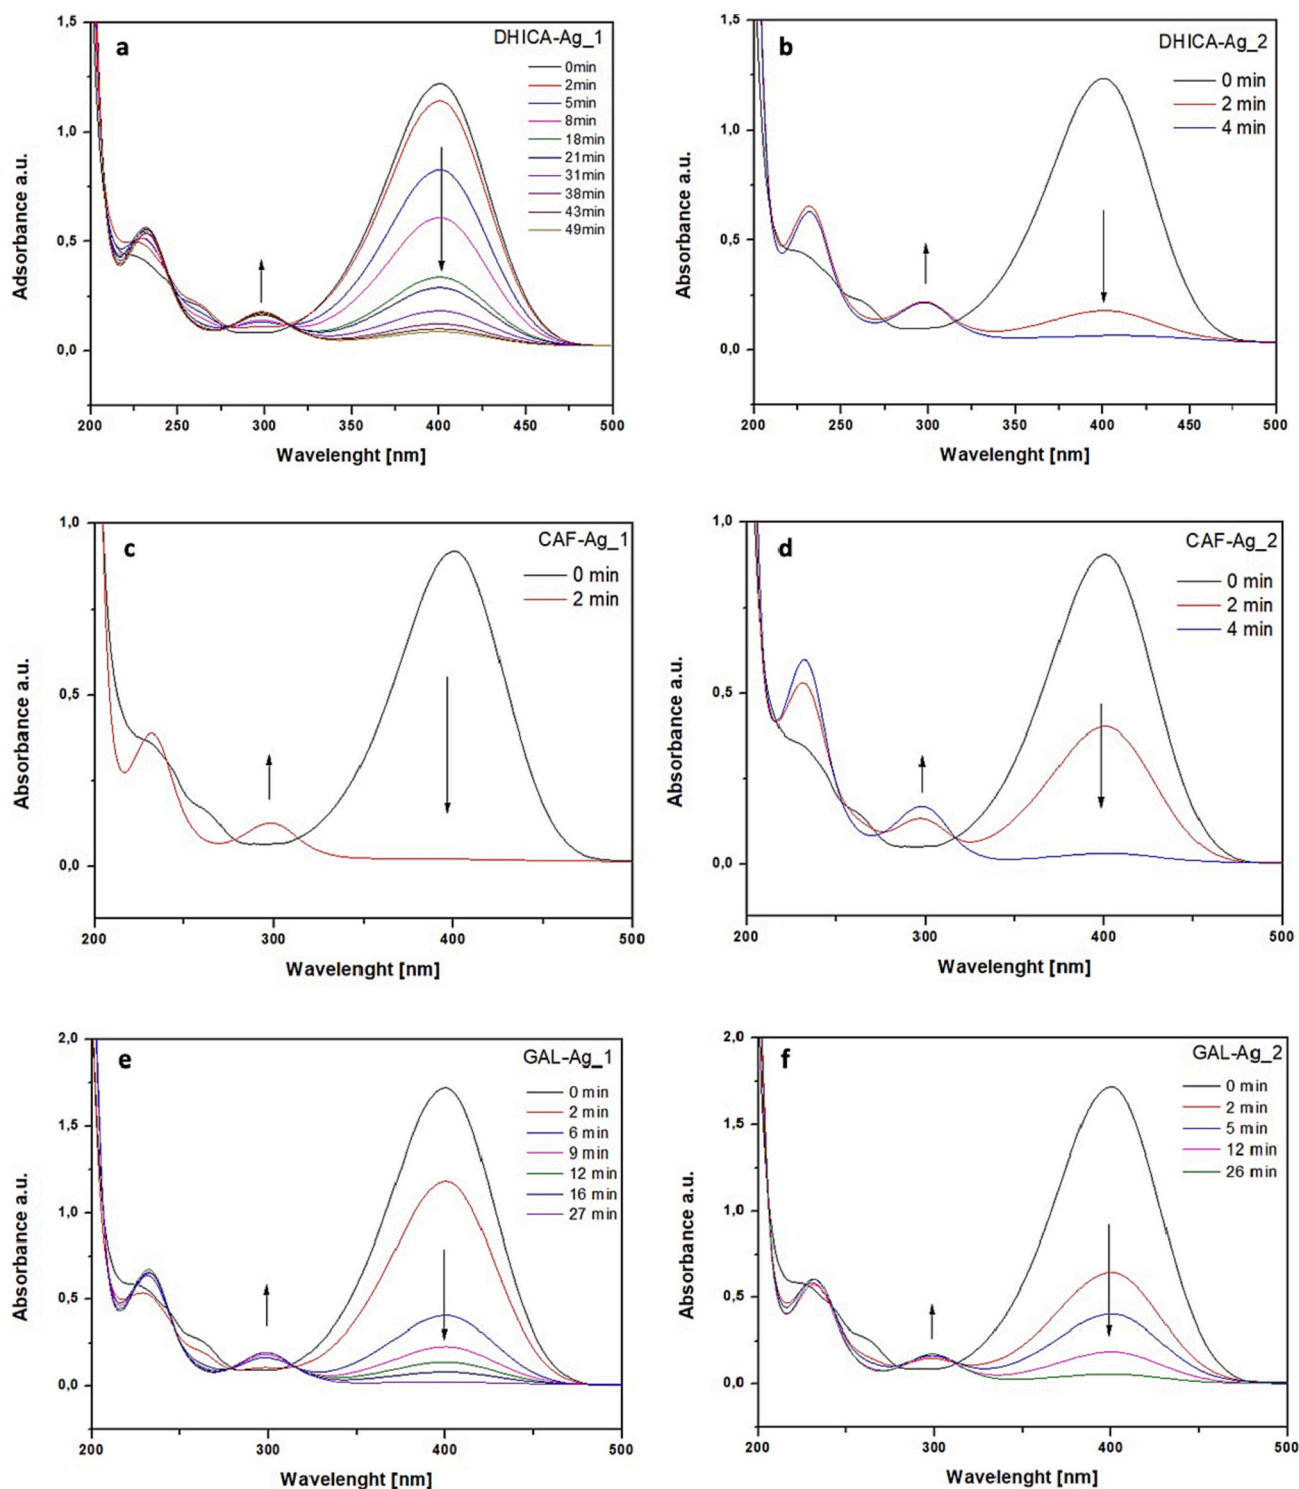 a
DHICA-Ag_1
0min
2min
5min
8min
18min
21min
31min
38min
43min
49min
1,5
1,0
0,5
0,0
Adsorbance a.u.
200 250 300 350 400 450 500
Wavelenght [nm]
b
DHICA-Ag_2
0 min
2 min
4 min
1,5
1,0
0,5
0,0
Absorbance a.u.
200 250 300 350 400 450 500
Wavelenght [nm]
c
CAF-Ag_1
0 min
2 min
1,0
0,5
0,0
Absorbance a.u.
200 300 400 500
Wavelenght [nm]
d
CAF-Ag_2
0 min
2 min
4 min
1,0
0,5
0,0
Absorbance a.u.
200 300 400 500
Wavelenght [nm]
e
GAL-Ag_1
0 min
2 min
6 min
9 min
12 min
16 min
27 min
2,0
1,5
1,0
0,5
0,0
Absorbance a.u.
200 300 400 500
Wavelenght [nm]
f
GAL-Ag_2
0 min
2 min
5 min
12 min
26 min
2,0
1,5
1,0
0,5
0,0
Absorbance a.u.
200 300 400 500
Wavelenght [nm]